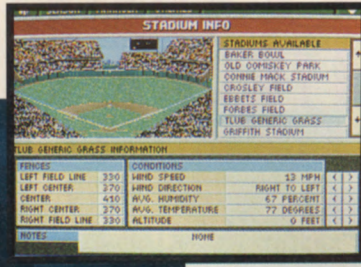 STADIUM INFO
STADIUMS AVAILABLE
BAKER BOWL
OLD COMISKEY PARK
CONNIE MACK STADIUM
CROSLEY FIELD
EBBETS FIELD
FORBES FIELD
TLUB GENERIC GRASS
GRIFFITH STADIUM
TLUB GENERIC GRASS INFORMATION
FENCES
LEFT FIELD LINE 330
LEFT CENTER 370
CENTER 410
RIGHT CENTER 370
RIGHT FIELD LINE 330
CONDITIONS
WIND SPEED 13 MPH
WIND DIRECTION RIGHT TO LEFT
AVG. HUMIDITY 67 PERCENT
AVG. TEMPERATURE 77 DEGREES
ALTITUDE 0 FEET
NOTES NONE